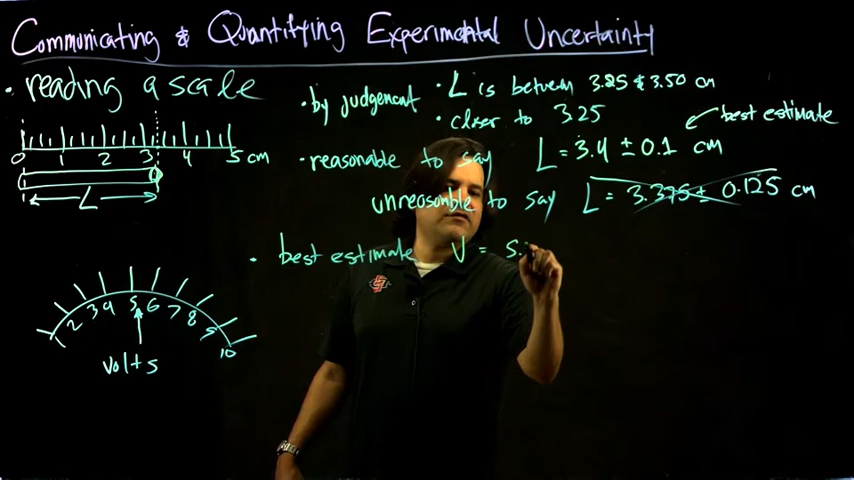 Communicating & Quantifying Experimental Uncertainty
• reading a scale
0 1 2 3 4 5 cm
L
• by judgement • L is between 3.25 & 3.50 cm
• closer to 3.25
best estimate
• reasonable to say L = 3.4 ± 0.1 cm
unreasonble to say L = 3.375 ± 0.125 cm
• best estimate V = 5.
1 2 3 4 5 6 7 8 9 10
volts